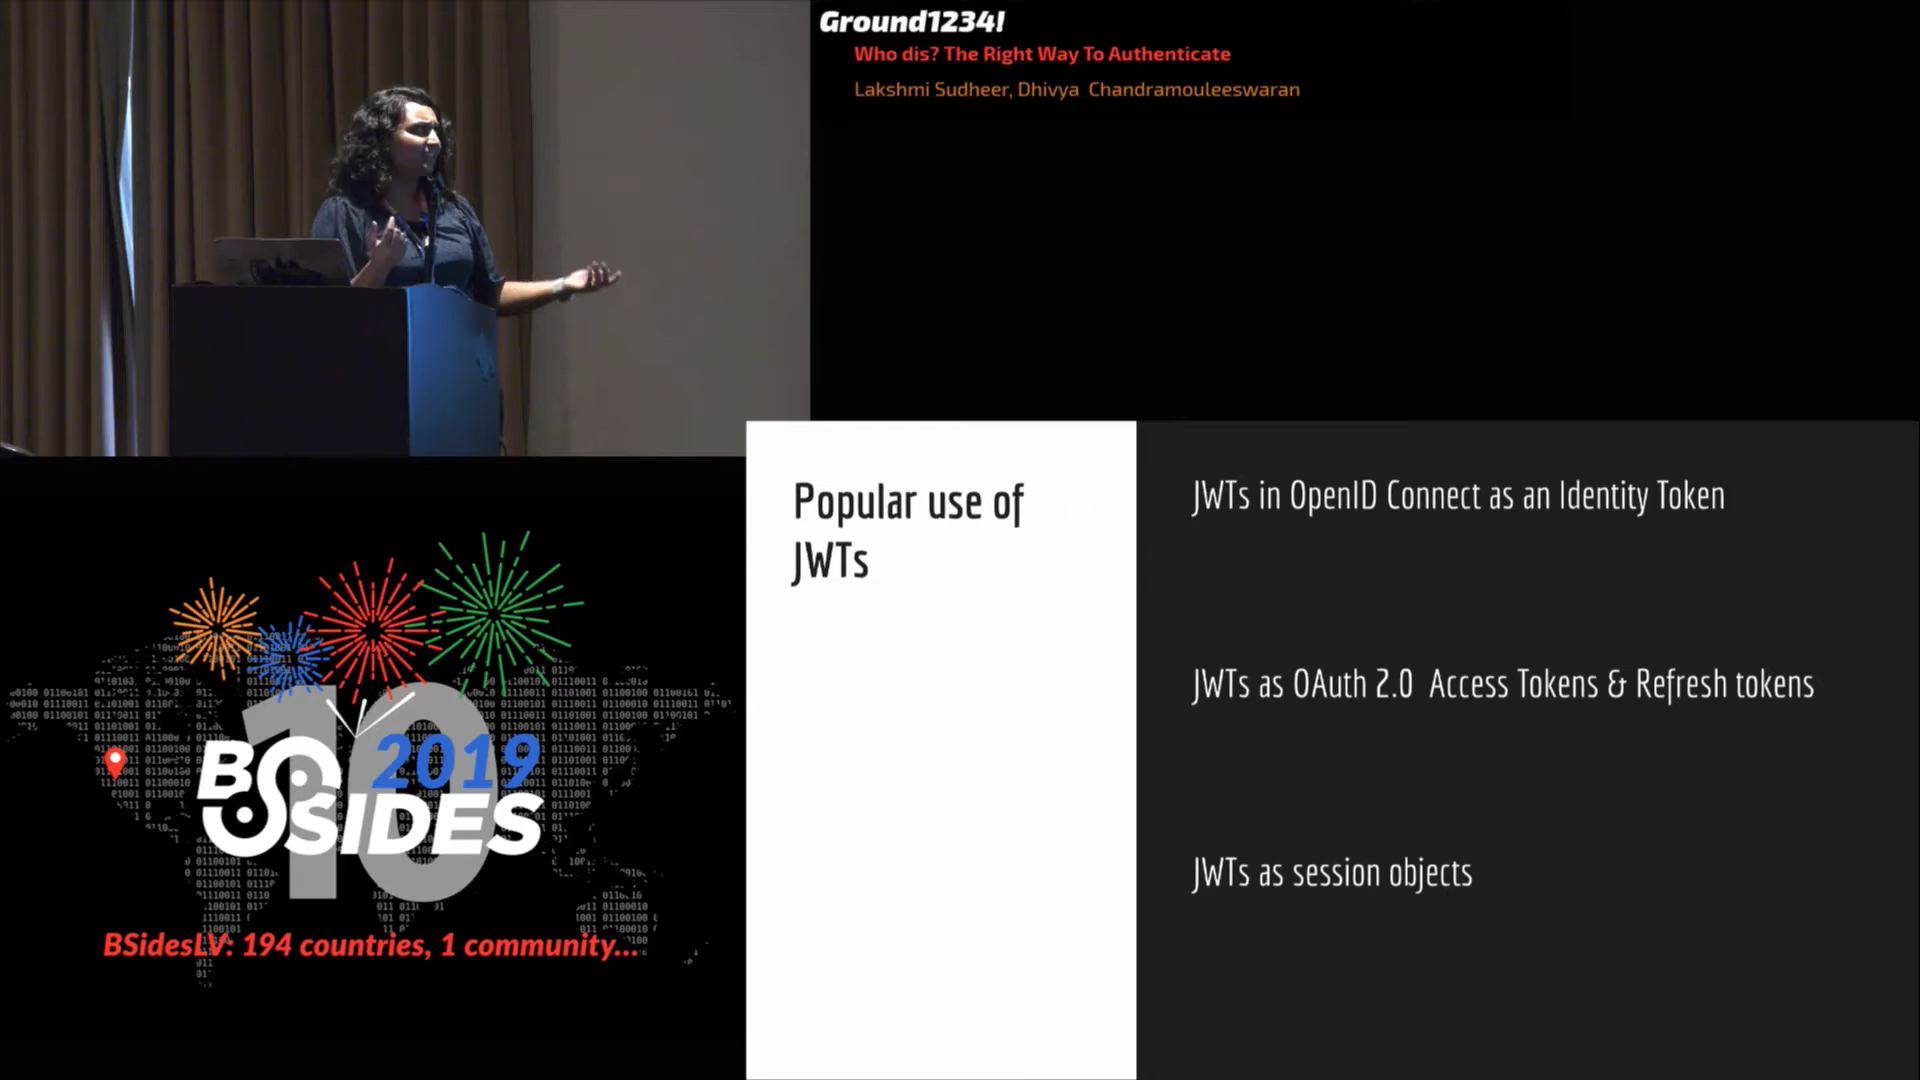 Ground1234!
Who dis? The Right Way To Authenticate
Lakshmi Sudheer, Dhivya Chandramouleeswaran
Popular use of
JWTs
JWTs in OpenID Connect as an Identity Token
JWTs as OAuth 2.0 Access Tokens & Refresh tokens
JWTs as session objects
10
2019
BSIDES
BSidesLV: 194 countries, 1 community...